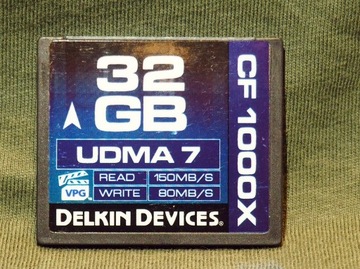 32
GB
UDMA 7
READ 150MB/S
WRITE 80MB/S
VPG
DELKIN DEVICES®
CF 1000X